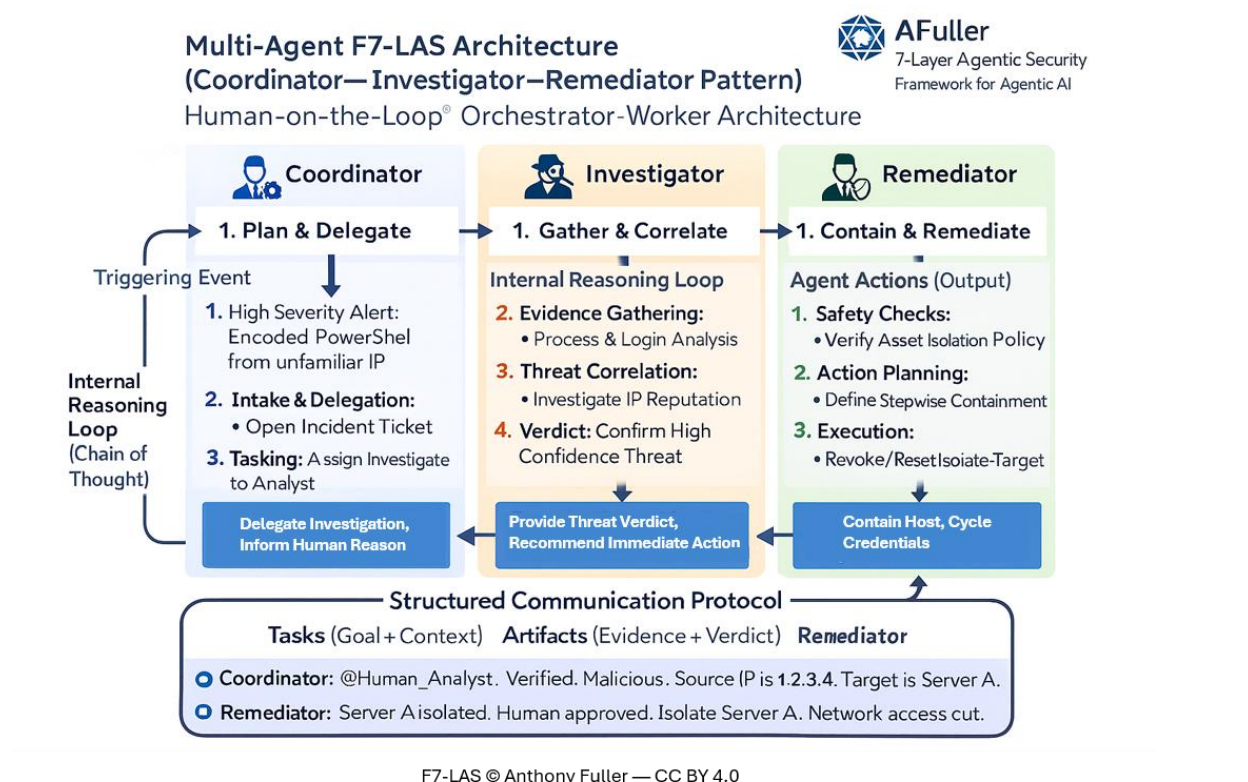 Multi-Agent F7-LAS Architecture
(Coordinator—Investigator—Remediator Pattern)
Human-on-the-Loop® Orchestrator-Worker Architecture
AFuller
7-Layer Agentic Security
Framework for Agentic AI
Coordinator
1. Plan & Delegate
Triggering Event
1. High Severity Alert:
Encoded PowerShel
from unfamiliar IP
2. Intake & Delegation:
• Open Incident Ticket
3. Tasking: Assign Investigate
to Analyst
Delegate Investigation,
Inform Human Reason
Internal
Reasoning
Loop
(Chain of
Thought)
Investigator
1. Gather & Correlate
Internal Reasoning Loop
2. Evidence Gathering:
• Process & Login Analysis
3. Threat Correlation:
• Investigate IP Reputation
4. Verdict: Confirm High
Confidence Threat
Provide Threat Verdict,
Recommend Immediate Action
Remediator
1. Contain & Remediate
Agent Actions (Output)
1. Safety Checks:
• Verify Asset Isolation Policy
2. Action Planning:
• Define Stepwise Containment
3. Execution:
• Revoke/ResetIsoiate-Target
Contain Host, Cycle
Credentials
Structured Communication Protocol
Tasks (Goal+Context) Artifacts (Evidence + Verdict) Remediator
Coordinator: @Human_Analyst. Verified. Malicious. Source (P is 1.2.3.4. Target is Server A.
Remediator: Server A isolated. Human approved. Isolate Server A. Network access cut.
F7-LAS © Anthony Fuller — CC BY 4.0